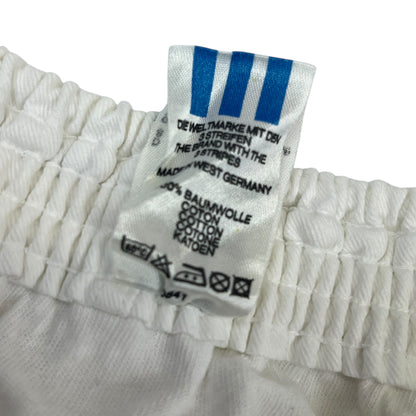 DIE WELTMARKE MIT DEN
3 STREIFEN
THE BRAND WITH THE
3 STRIPES
MADE IN WEST GERMANY
100% BAUMWOLLE
COTON
COTTON
COTONE
KATOEN
60°C